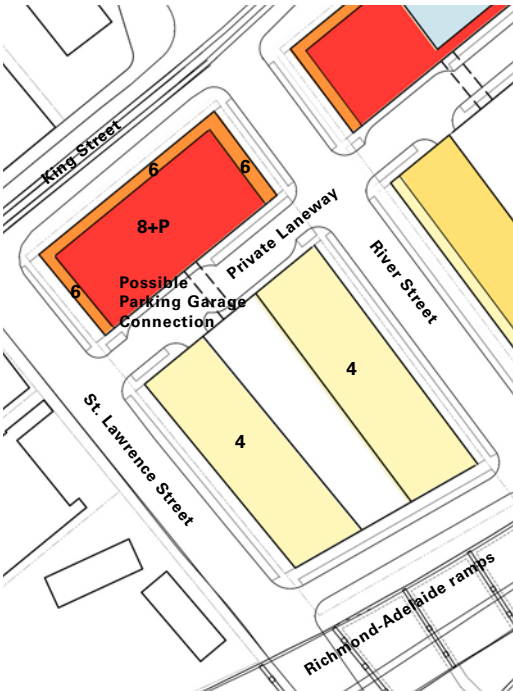 King Street
6
6
8+P
6
Possible
Parking Garage
Connection
Private Laneway
River Street
4
4
St. Lawrence Street
Richmond-Adelaide ramps